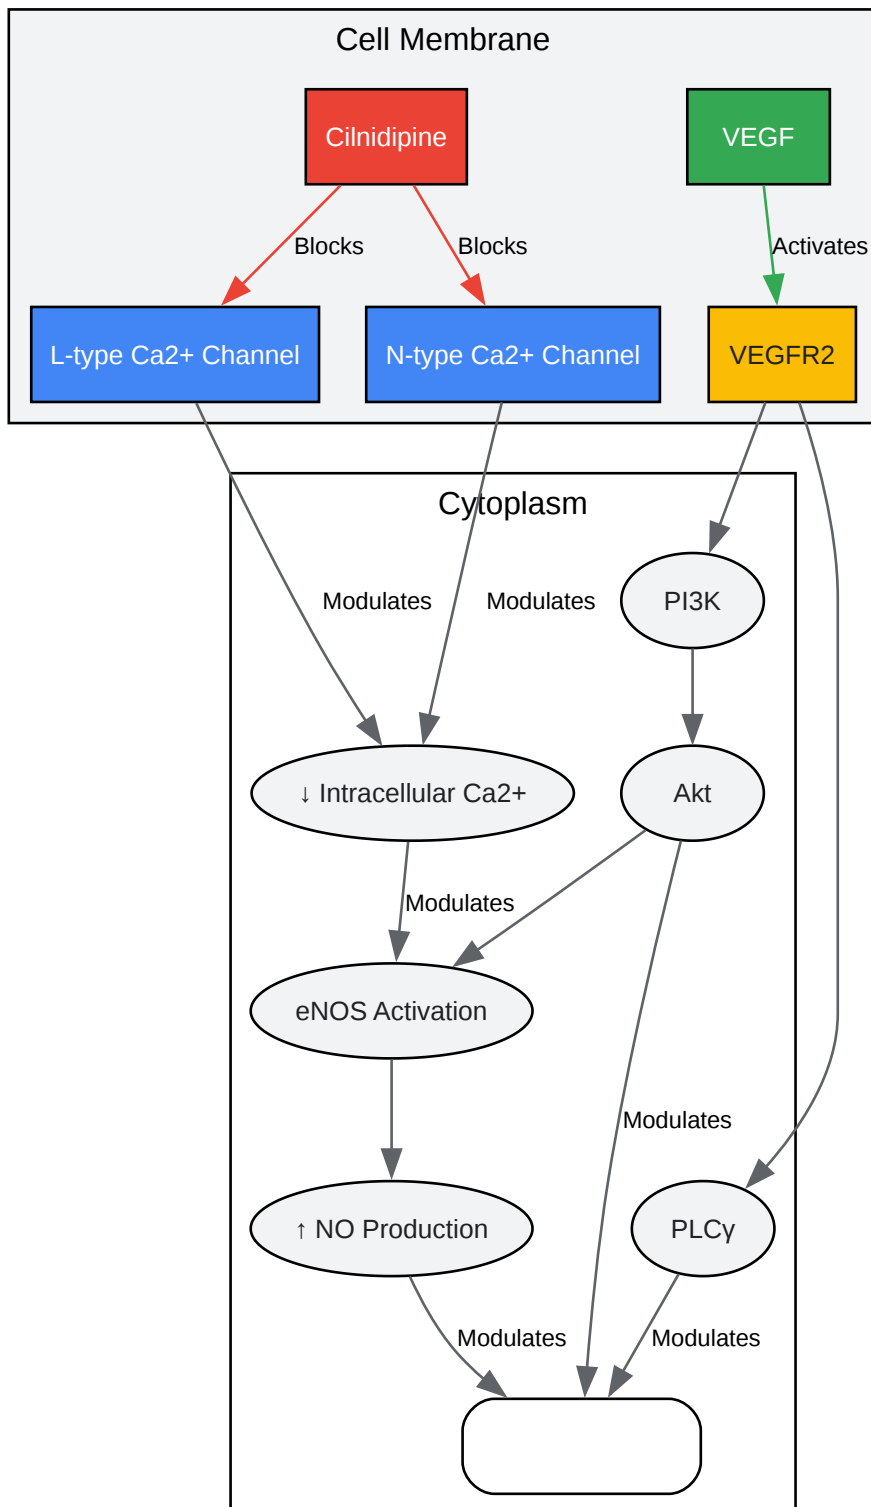 Cell Membrane
Cilnidipine
VEGF
Blocks
Blocks
Activates
L-type Ca2+ Channel
N-type Ca2+ Channel
VEGFR2
Cytoplasm
Modulates
Modulates
PI3K
↓ Intracellular Ca2+
Akt
Modulates
eNOS Activation
Modulates
↑ NO Production
PLCγ
Modulates
Modulates